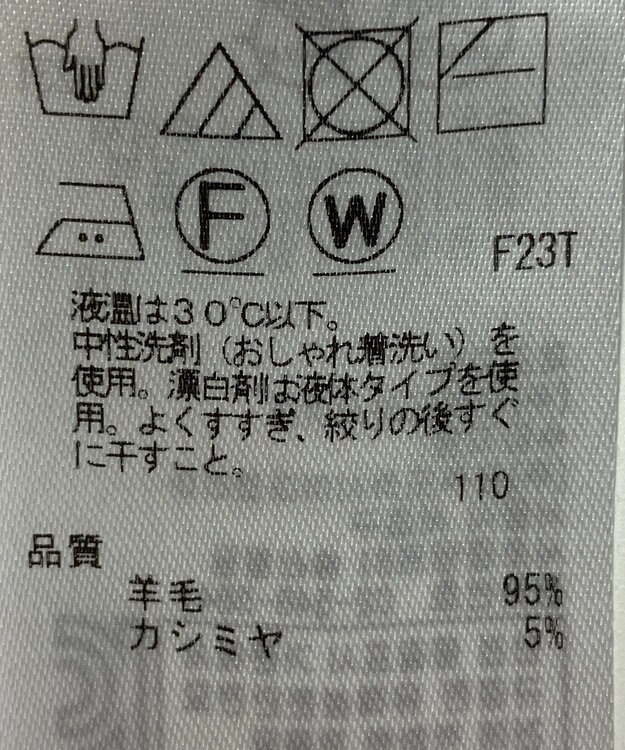 F W F23T
液温は30℃以下。
中性洗剤(おしゃれ着洗い)を
使用。漂白剤は液体タイプを使
用。よくすすぎ、絞りの後すぐ
に干すこと。
110
品質
羊毛 95%
カシミヤ 5%